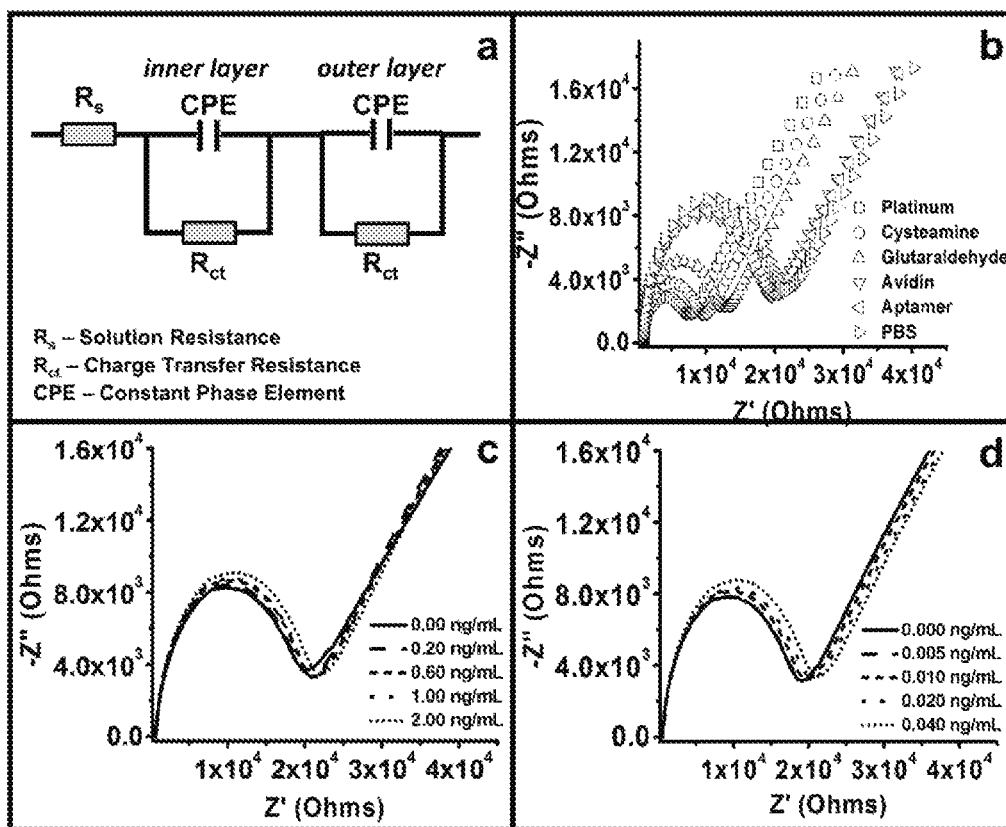 a
inner layer
outer layer
Rs
CPE
CPE
Rct
Rct
Rs – Solution Resistance
Rct – Charge Transfer Resistance
CPE – Constant Phase Element
b
-Z" (Ohms)
1.6x10⁴
1.2x10⁴
8.0x10³
4.0x10³
0.0
Platinum
Cysteamine
Glutaraldehyde
Avidin
Aptamer
PBS
1x10⁴ 2x10⁴ 3x10⁴ 4x10⁴
Z' (Ohms)
c
-Z" (Ohms)
1.6x10⁴
1.2x10⁴
8.0x10³
4.0x10³
0.0
0.00 ng/mL
0.20 ng/mL
0.60 ng/mL
1.00 ng/mL
2.00 ng/mL
1x10⁴ 2x10⁴ 3x10⁴ 4x10⁴
Z' (Ohms)
d
-Z" (Ohms)
1.6x10⁴
1.2x10⁴
8.0x10³
4.0x10³
0.0
0.000 ng/mL
0.005 ng/mL
0.010 ng/mL
0.020 ng/mL
0.040 ng/mL
1x10⁴ 2x10⁴ 3x10⁴ 4x10⁴
Z' (Ohms)